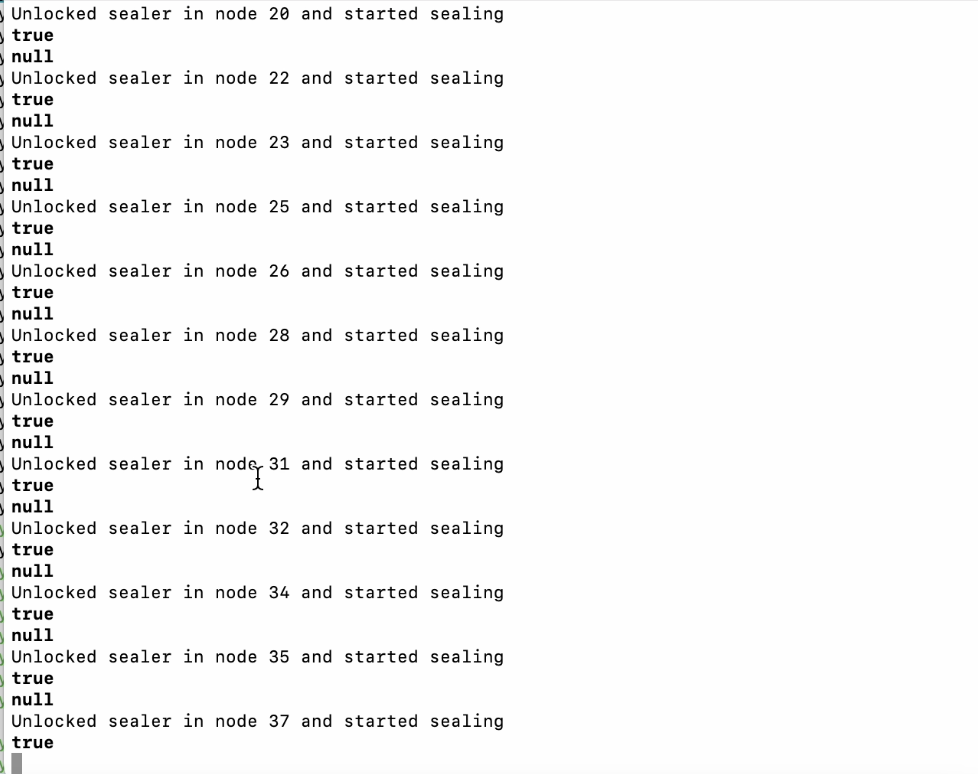 Unlocked sealer in node 20 and started sealing
true
null
Unlocked sealer in node 22 and started sealing
true
null
Unlocked sealer in node 23 and started sealing
true
null
Unlocked sealer in node 25 and started sealing
true
null
Unlocked sealer in node 26 and started sealing
true
null
Unlocked sealer in node 28 and started sealing
true
null
Unlocked sealer in node 29 and started sealing
true
null
Unlocked sealer in node 31 and started sealing
true
null
Unlocked sealer in node 32 and started sealing
true
null
Unlocked sealer in node 34 and started sealing
true
null
Unlocked sealer in node 35 and started sealing
true
null
Unlocked sealer in node 37 and started sealing
true